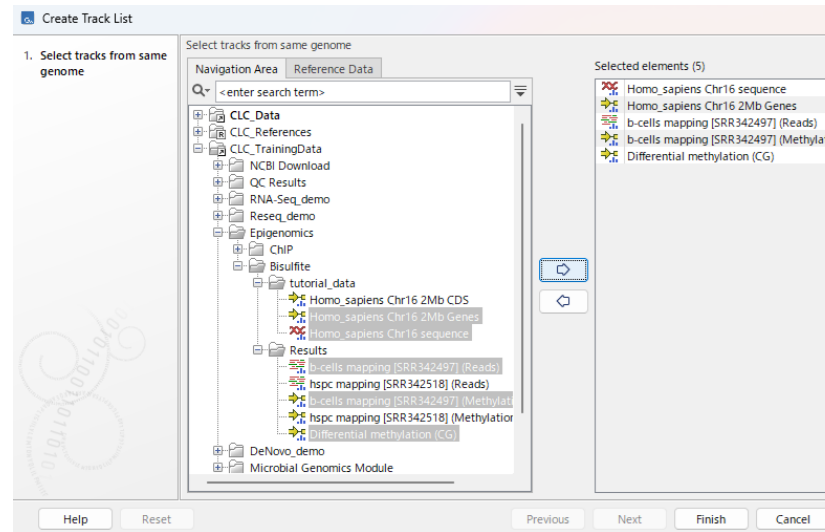 Create Track List
1. Select tracks from same
genome
Select tracks from same genome
Navigation Area
Reference Data
<enter search term>
CLC_Data
CLC_References
CLC_TrainingData
NCBI Download
QC Results
RNA-Seq_demo
Reseq_demo
Epigenomics
ChIP
Bisulfite
tutorial_data
Homo_sapiens Chr16 2Mb CDS
Homo_sapiens Chr16 2Mb Genes
Homo_sapiens Chr16 sequence
Results
b-cells mapping [SRR342497] (Reads)
hspc mapping [SRR342518] (Reads)
b-cells mapping [SRR342497] (Methylati
hspc mapping [SRR342518] (Methylation
Differential methylation (CG)
DeNovo_demo
Microbial Genomics Module
Selected elements (5)
Homo_sapiens Chr16 sequence
Homo_sapiens Chr16 2Mb Genes
b-cells mapping [SRR342497] (Reads)
b-cells mapping [SRR342497] (Methyla
Differential methylation (CG)
Help
Reset
Previous
Next
Finish
Cancel